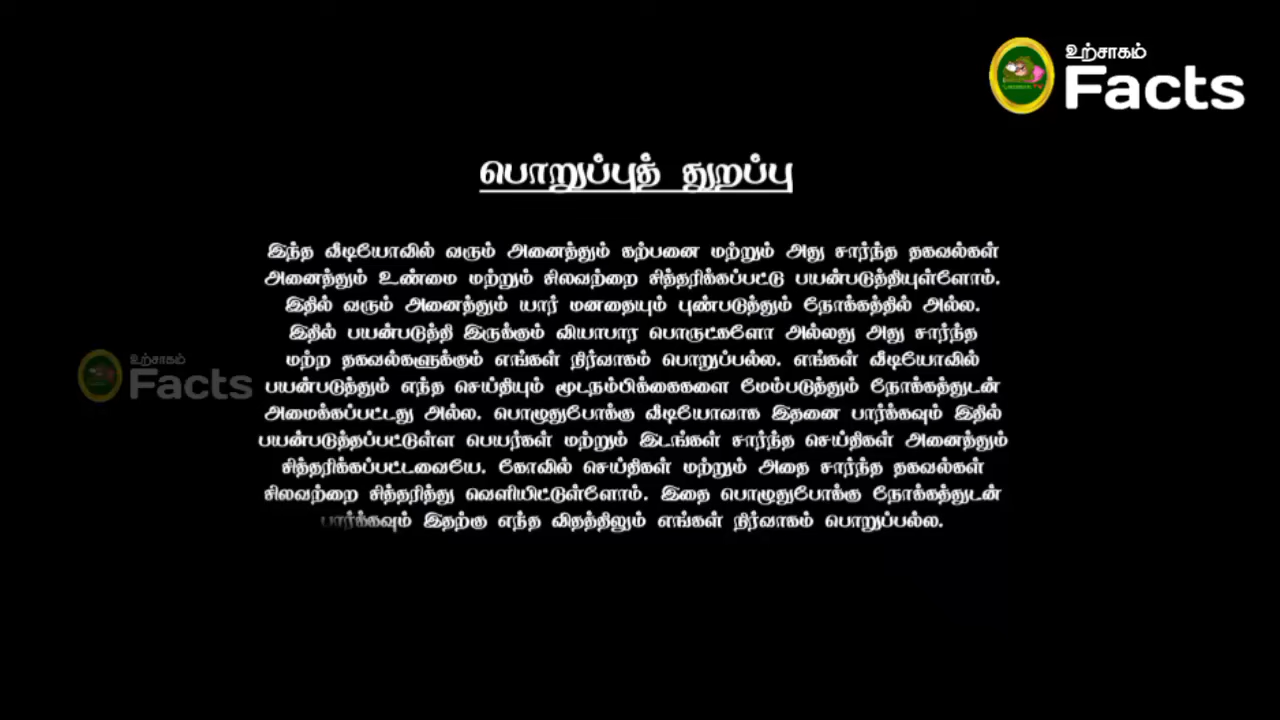 உற்சாகம்
Facts
பொறுப்புத் துறப்பு
இந்த வீடியோவில் வரும் அனைத்தும் கற்பனை மற்றும் அது சார்ந்த தகவல்கள்
அனைத்தும் உண்மை மற்றும் சிலவற்றை சித்தரிக்கப்பட்டு பயன்படுத்தியுள்ளோம்.
இதில் வரும் அனைத்தும் யார் மனதையும் புண்படுத்தும் நோக்கத்தில் அல்ல.
இதில் பயன்படுத்தி இருக்கும் வியாபார பொருட்களோ அல்லது அது சார்ந்த
மற்ற தகவல்களுக்கும் எங்கள் நிர்வாகம் பொறுப்பல்ல. எங்கள் வீடியோவில்
பயன்படுத்தும் எந்த செய்தியும் மூடநம்பிக்கைகளை மேம்படுத்தும் நோக்கத்துடன்
அமைக்கப்பட்டது அல்ல. பொழுதுபோக்கு வீடியோவாக இதனை பார்க்கவும் இதில்
பயன்படுத்தப்பட்டுள்ள பெயர்கள் மற்றும் இடங்கள் சார்ந்த செய்திகள் அனைத்தும்
சித்தரிக்கப்பட்டவையே. கோவில் செய்திகள் மற்றும் அதை சார்ந்த தகவல்கள்
சிலவற்றை சித்தரித்து வெளியிட்டுள்ளோம். இதை பொழுதுபோக்கு நோக்கத்துடன்
பார்க்கவும் இதற்கு எந்த விதத்திலும் எங்கள் நிர்வாகம் பொறுப்பல்ல.
உற்சாகம்
Facts